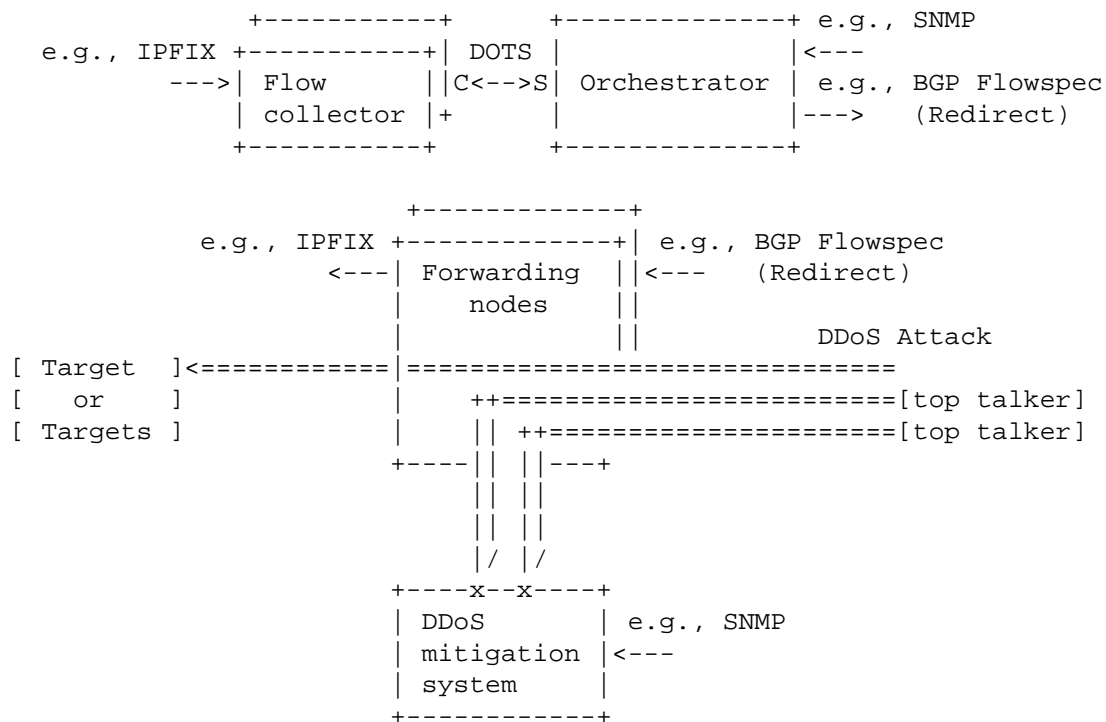 e.g., SNMP
e.g., IPFIX DOTS
Flow C<-->S Orchestrator e.g., BGP Flowspec
collector (Redirect)
e.g., IPFIX e.g., BGP Flowspec
Forwarding (Redirect)
nodes
DDoS Attack
[ Target ]
[ or ] [top talker]
[ Targets ] [top talker]
x x
DDoS e.g., SNMP
mitigation
system